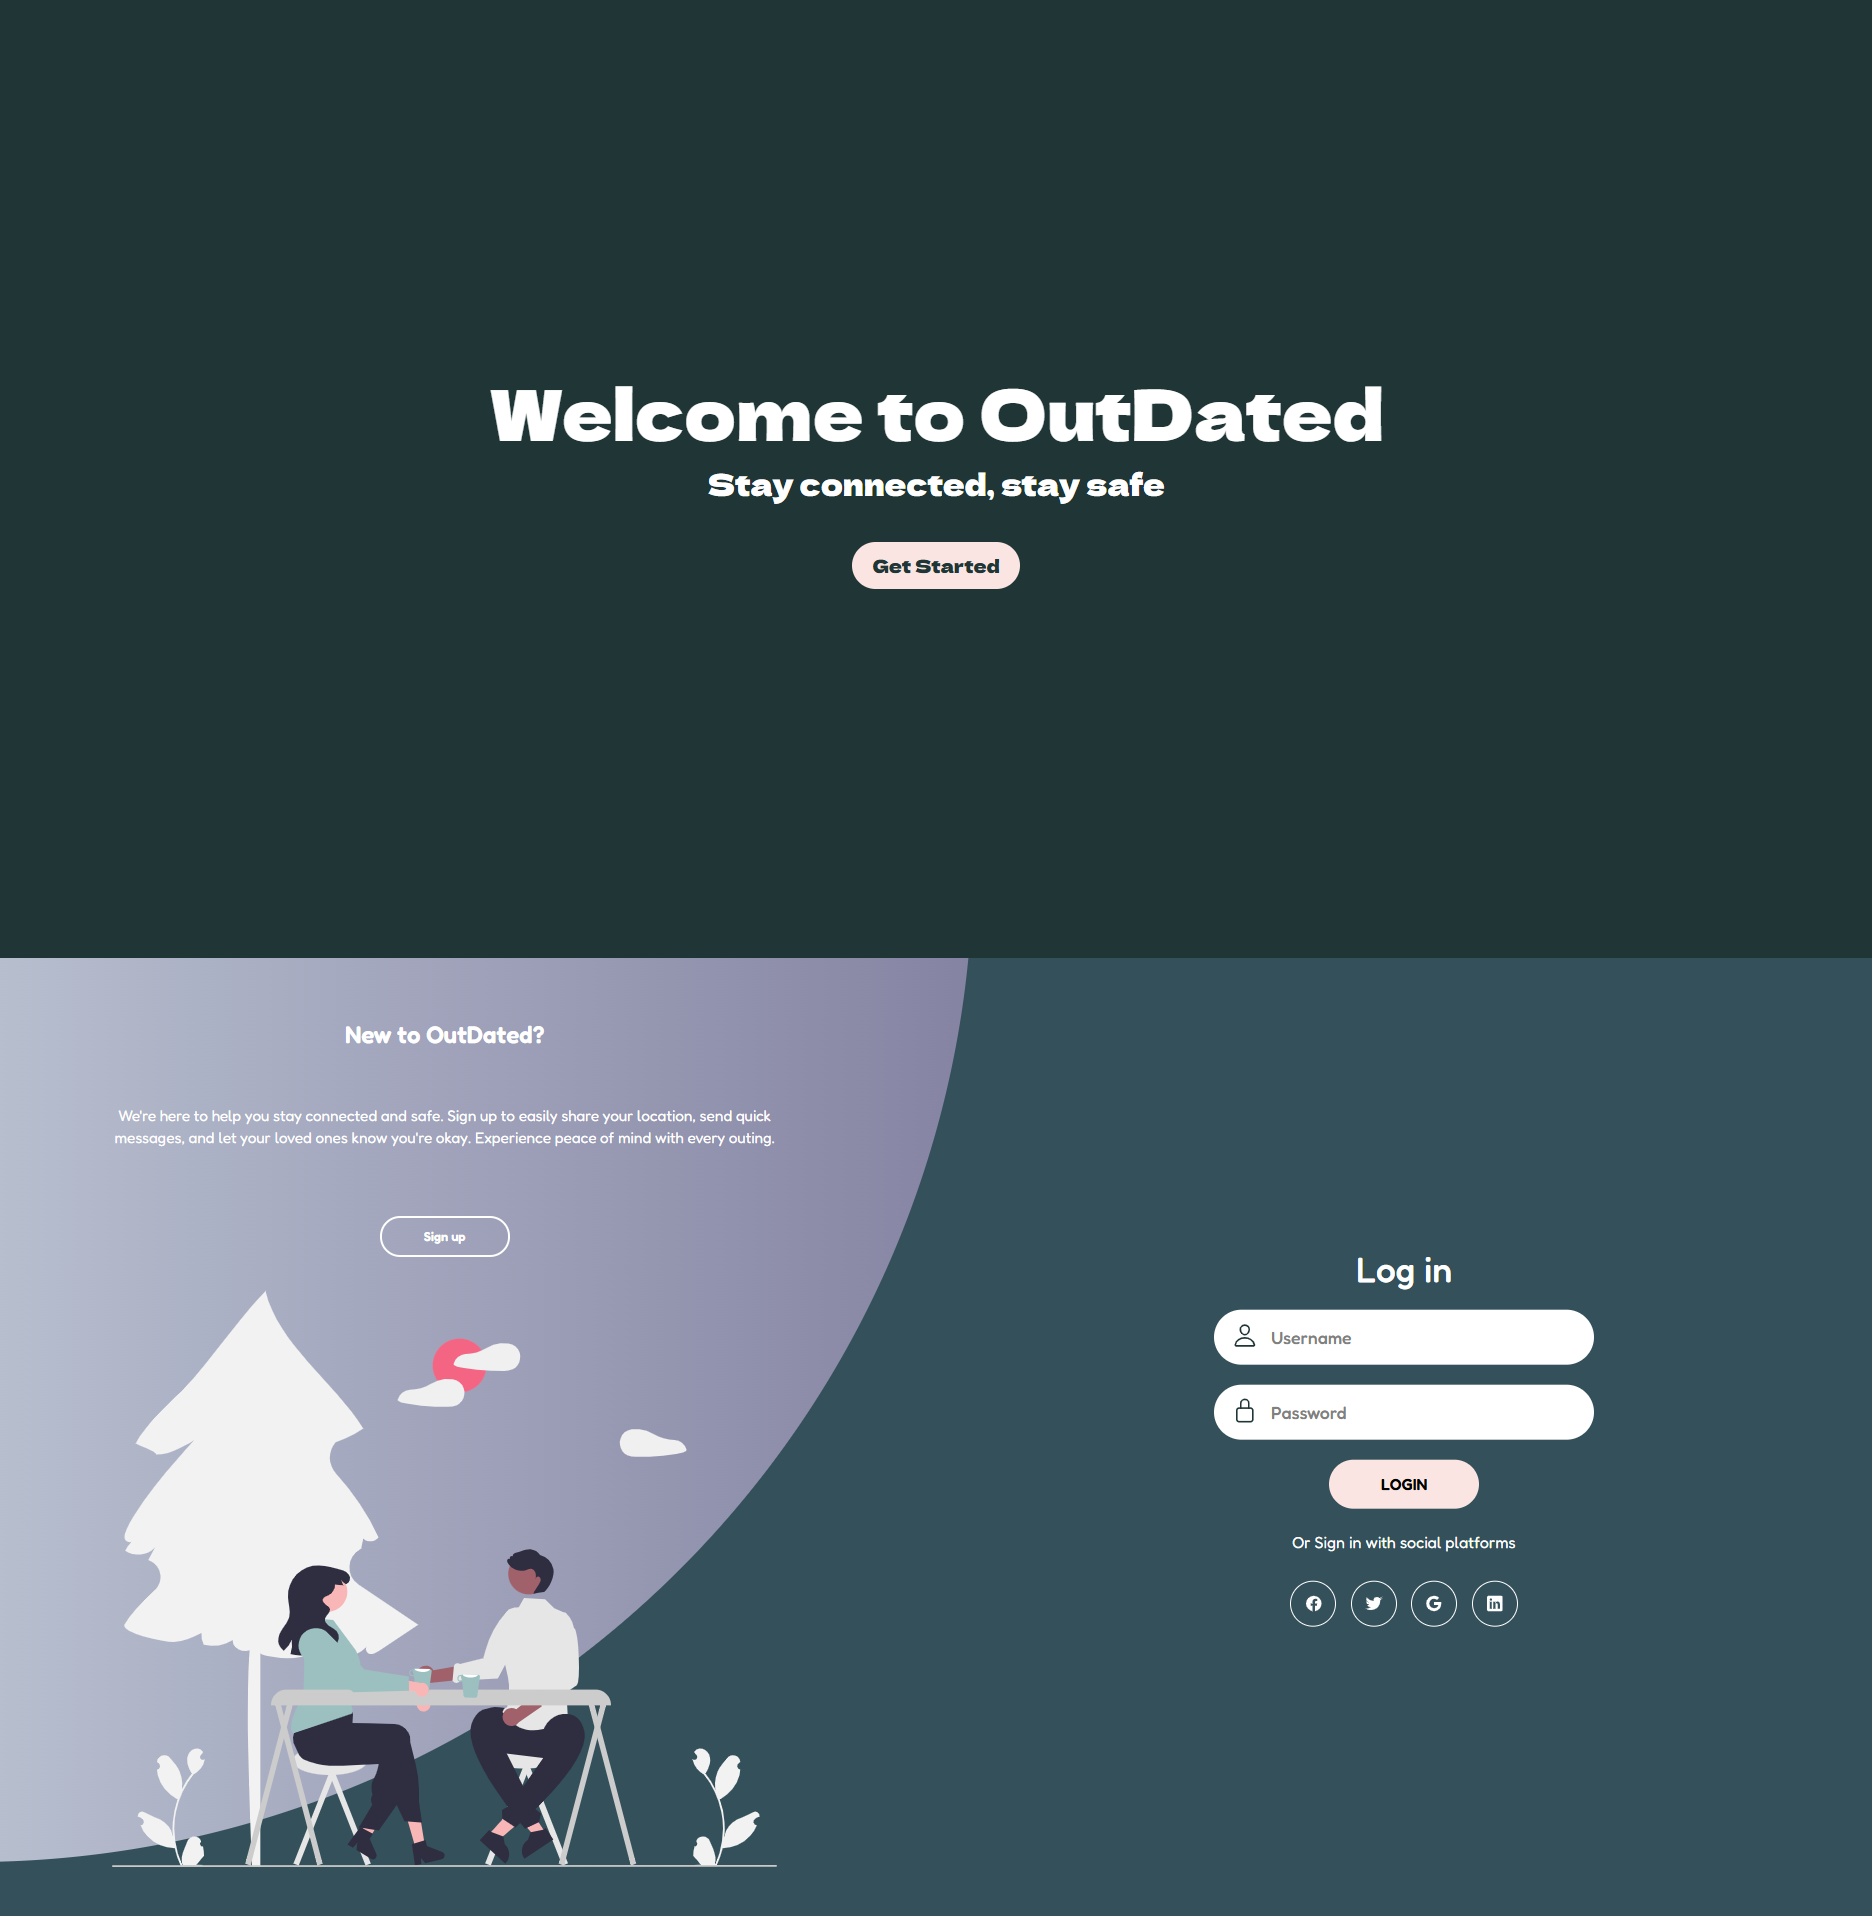 Welcome to OutDated
Stay connected, stay safe
Get Started
New to OutDated?
We're here to help you stay connected and safe. Sign up to easily share your location, send quick
messages, and let your loved ones know you're okay. Experience peace of mind with every outing.
Sign up
Log in
Username
Password
LOGIN
Or Sign in with social platforms